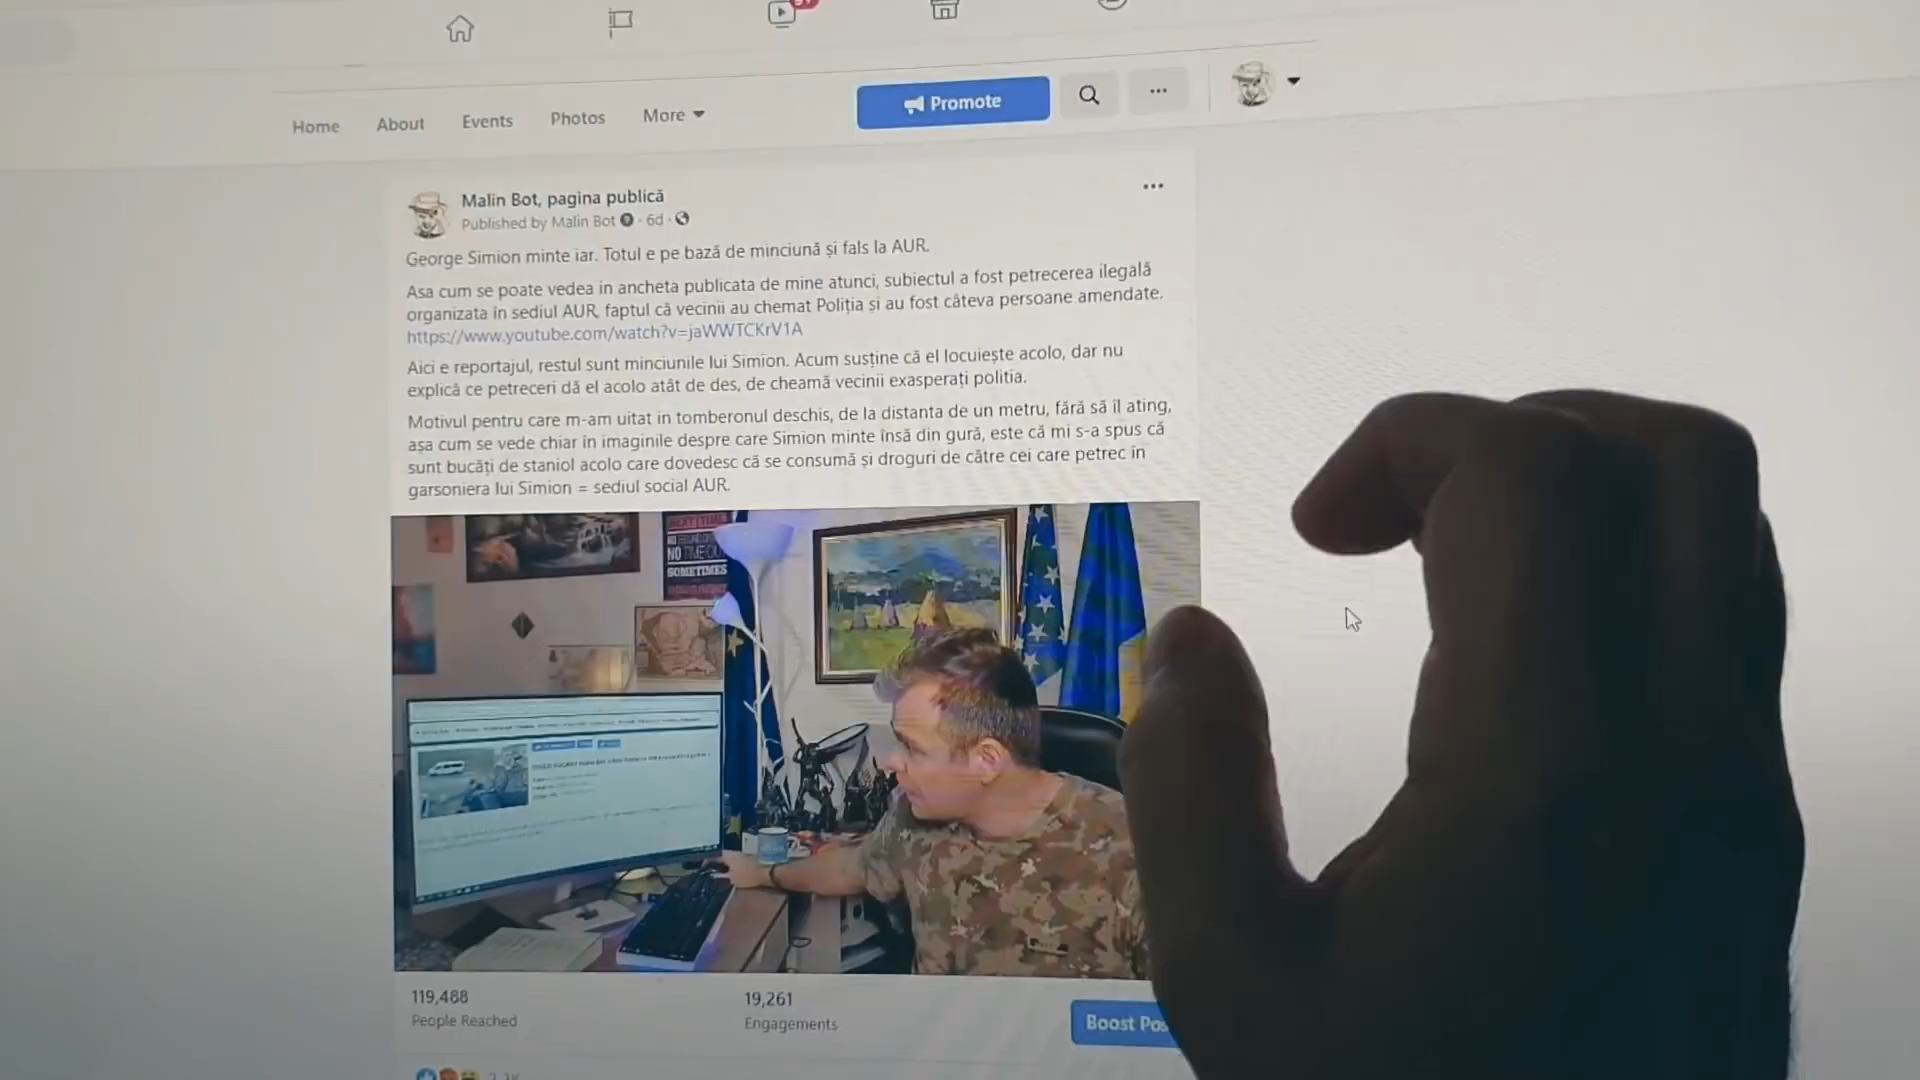 9+
Home About Events Photos More
Promote
Malin Bot, pagina publică
Published by Malin Bot · 6d ·
George Simion minte iar. Totul e pe bază de minciună și fals la AUR.
Asa cum se poate vedea in ancheta publicata de mine atunci, subiectul a fost petrecerea ilegală
organizata in sediul AUR, faptul că vecinii au chemat Poliția și au fost câteva persoane amendate.
https://www.youtube.com/watch?v=jaWWTCKrV1A
Aici e reportajul, restul sunt minciunile lui Simion. Acum susține că el locuiește acolo, dar nu
explică ce petreceri dă el acolo atât de des, de cheamă vecinii exasperați politia.
Motivul pentru care m-am uitat in tomberonul deschis, de la distanta de un metru, fără să îl ating,
așa cum se vede chiar în imaginile despre care Simion minte însă din gură, este că mi s-a spus că
sunt bucăți de staniol acolo care dovedesc că se consumă și droguri de către cei care petrec în
garsoniera lui Simion = sediul social AUR.
NO
SOMETIMES
119,488
People Reached
19,261
Engagements
Boost